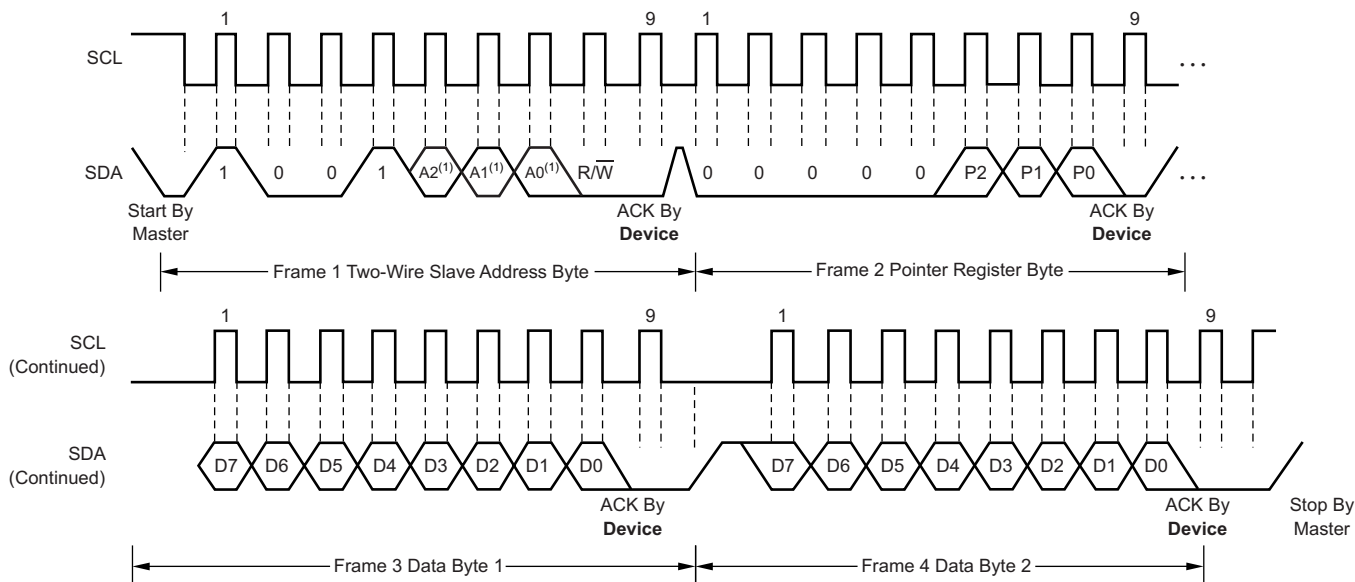 1 9 1 9
SCL ...
SDA 1 0 0 1 A2(1) A1(1) A0(1) R/W̅ 0 0 0 0 0 P2 P1 P0 ...
Start By Master ACK By Device ACK By Device
Frame 1 Two-Wire Slave Address Byte Frame 2 Pointer Register Byte
1 9 1 9
SCL (Continued)
SDA (Continued) D7 D6 D5 D4 D3 D2 D1 D0 D7 D6 D5 D4 D3 D2 D1 D0
ACK By Device ACK By Device Stop By Master
Frame 3 Data Byte 1 Frame 4 Data Byte 2